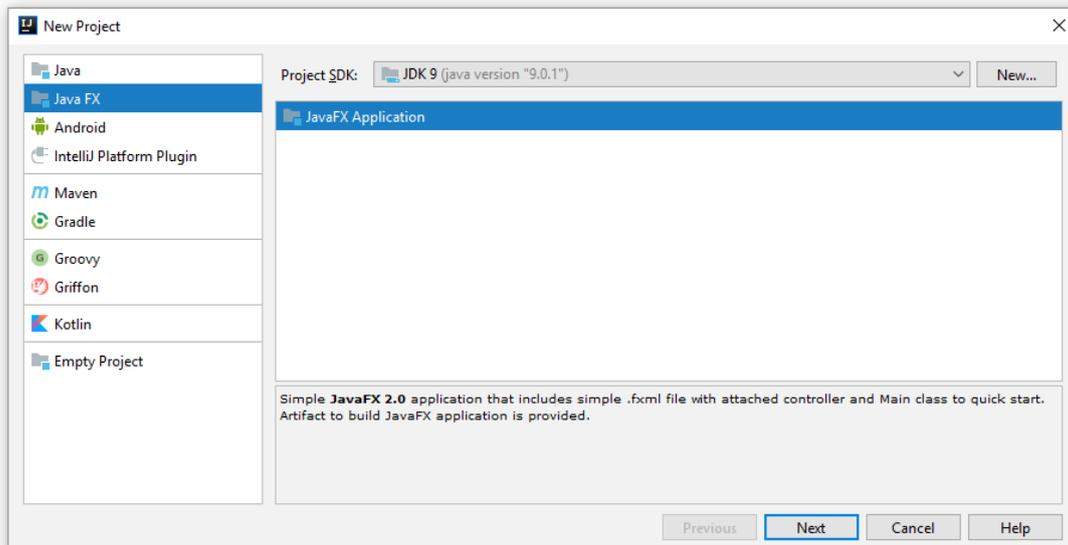 New Project
Java
Java FX
Android
IntelliJ Platform Plugin
Maven
Gradle
Groovy
Griffon
Kotlin
Empty Project
Project SDK: JDK 9 (java version "9.0.1") New...
JavaFX Application
Simple JavaFX 2.0 application that includes simple .fxml file with attached controller and Main class to quick start.
Artifact to build JavaFX application is provided.
Previous Next Cancel Help